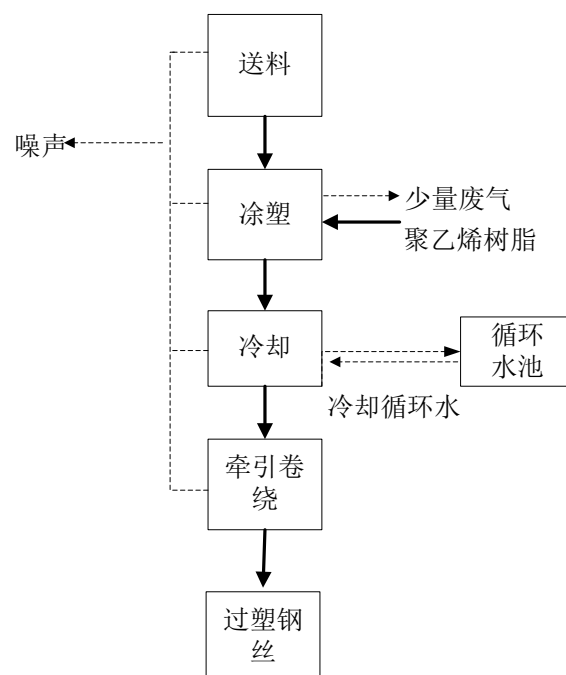 送料
噪声
涂塑
少量废气
聚乙烯树脂
冷却
循环
水池
冷却循环水
牵引卷
绕
过塑钢
丝